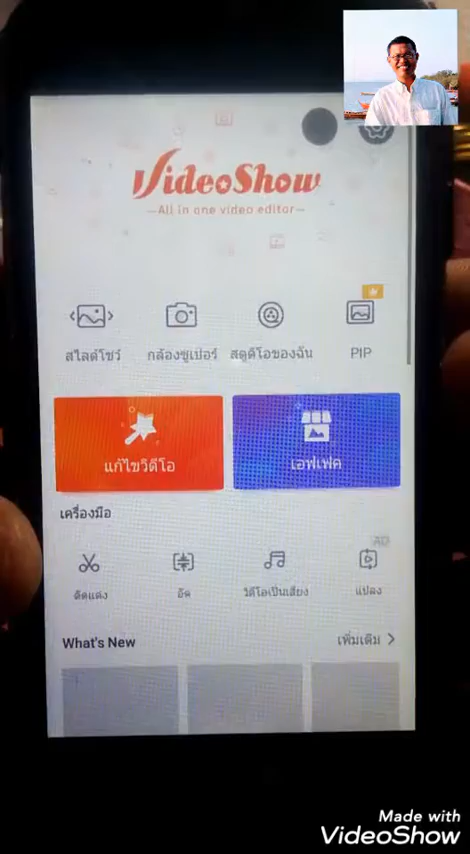 VideoShow
—All in one video editor—
สไลด์โชว์
กล้องซูเปอร์
สตูดิโอของฉัน
PIP
แก้ไขวิดีโอ
เอฟเฟค
เครื่องมือ
AD
ตัดแต่ง
อัด
วิดีโอเป็นเสียง
แปลง
What's New
เพิ่มเติม >
Made with
VideoShow